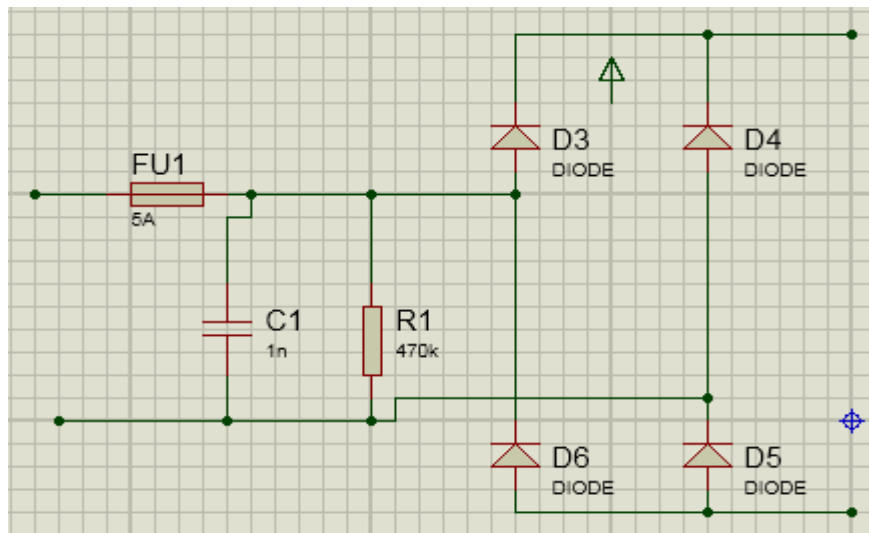 FU1
5A
C1
1n
R1
470k
D3
DIODE
D4
DIODE
D6
DIODE
D5
DIODE